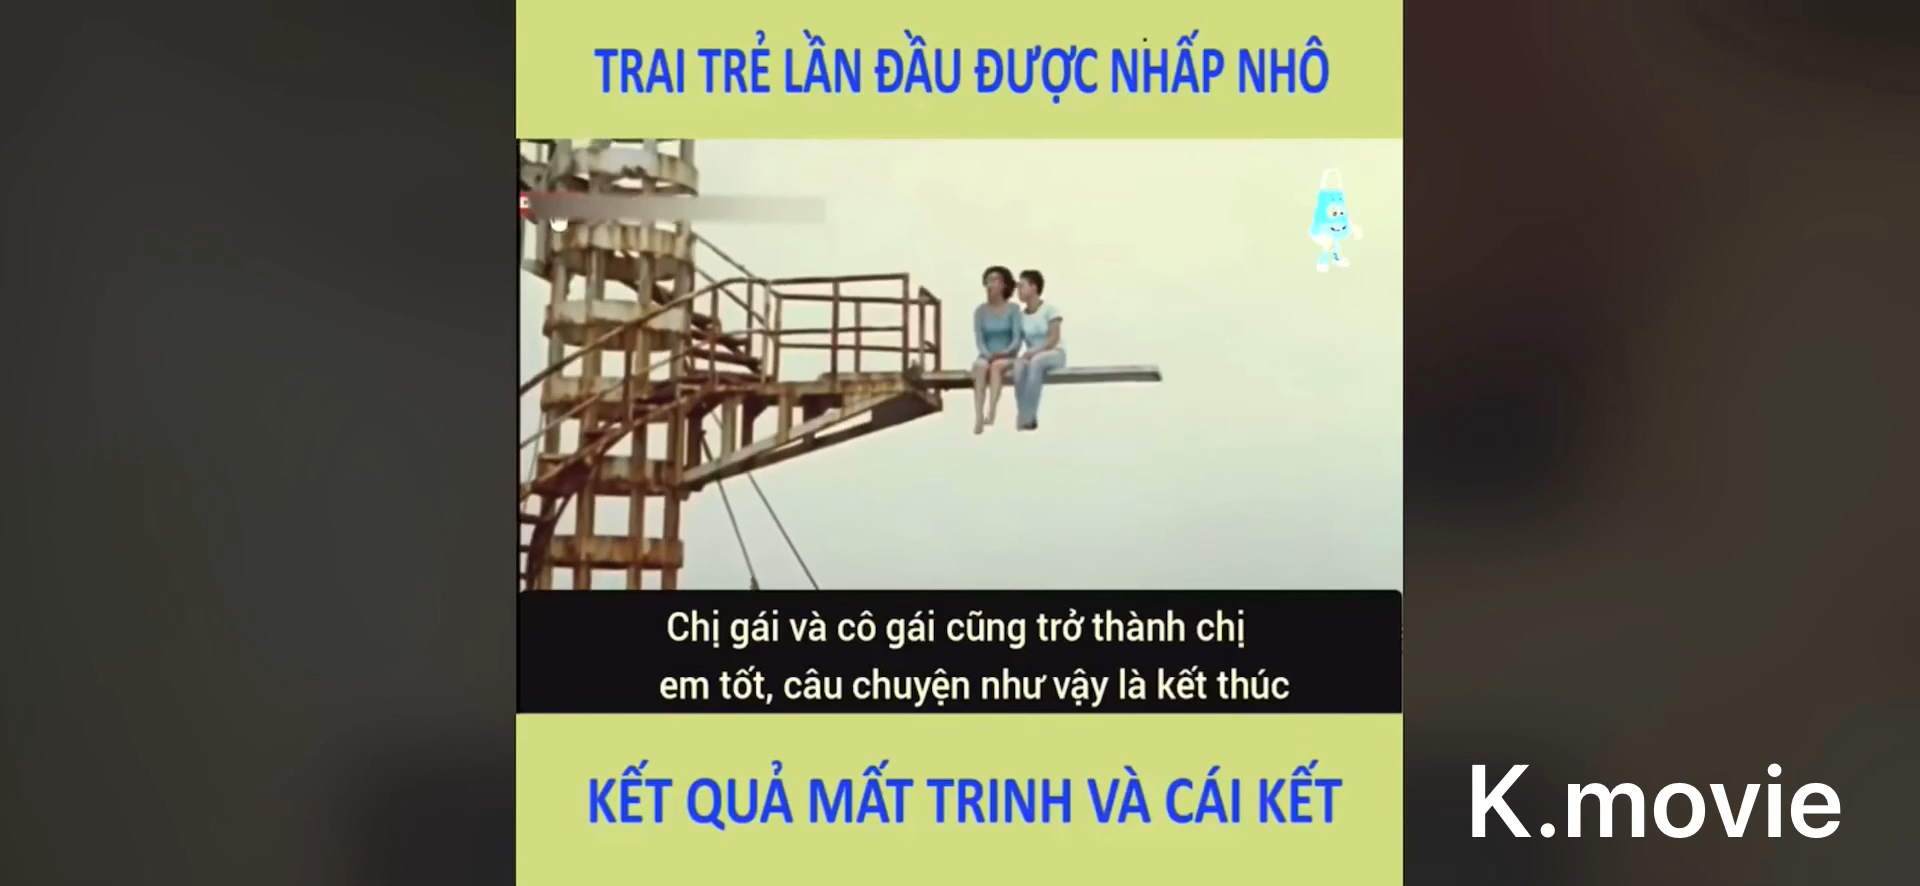 TRAI TRẺ LẦN ĐẦU ĐƯỢC NHẤP NHÔ
Chị gái và cô gái cũng trở thành chị
em tốt, câu chuyện như vậy là kết thúc
KẾT QUẢ MẤT TRINH VÀ CÁI KẾT
K.movie